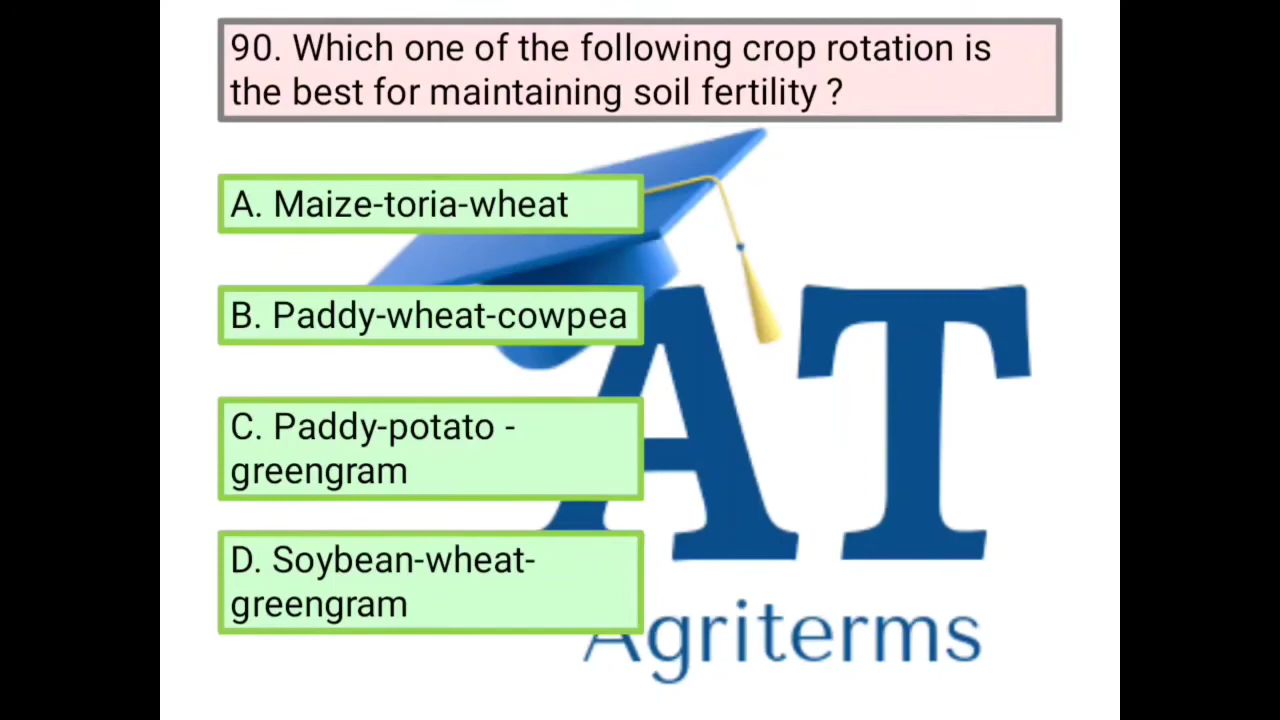 90. Which one of the following crop rotation is
the best for maintaining soil fertility ?
A. Maize-toria-wheat
B. Paddy-wheat-cowpea
C. Paddy-potato -
greengram
D. Soybean-wheat-
greengram
AT
Agriterms